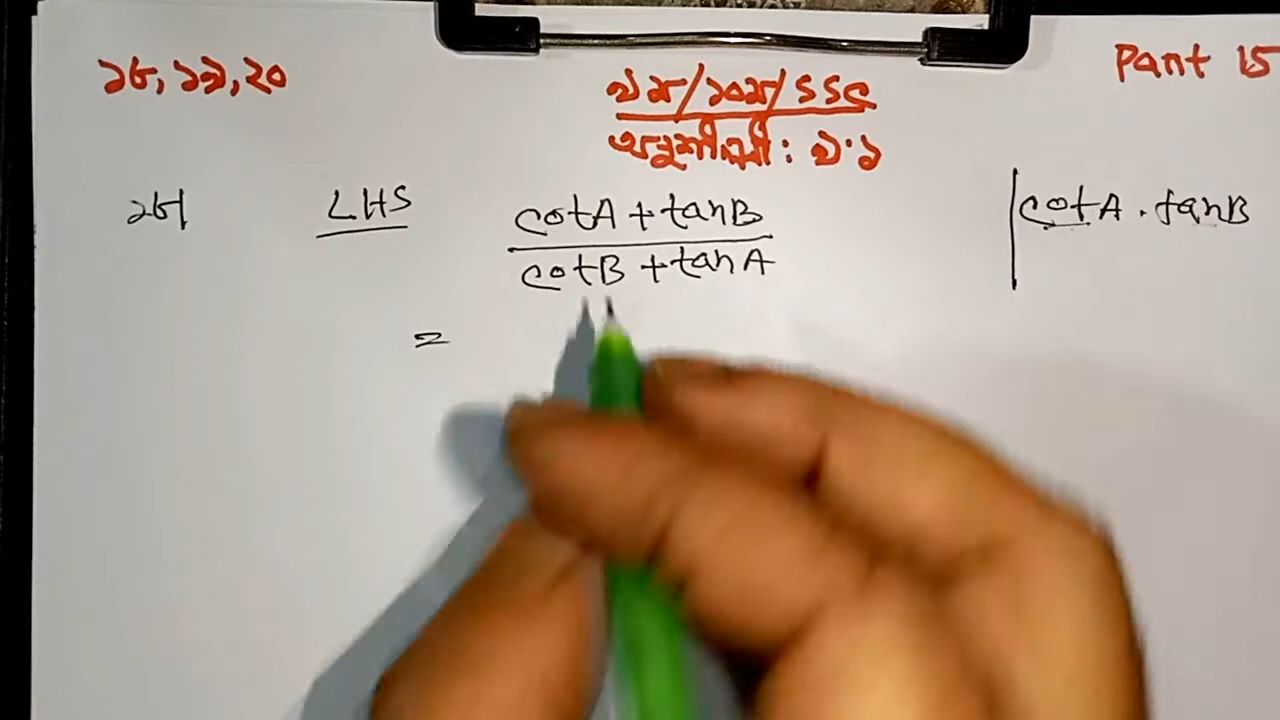 ১৮, ১৯, ২০
৯ম/১০ম/SSC
অনুশীলনী: ৯.১
Part 15
১৮। LHS
cotA + tanB
cotB + tanA
cotA . tanB
=